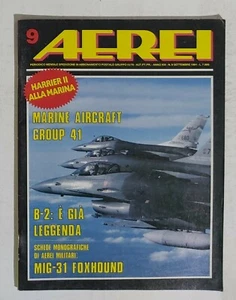 9
AEREI
HARRIER II
ALLA MARINA
MARINE AIRCRAFT
GROUP 41
B-2: È GIÀ
LEGGENDA
SCHEDE MONOGRAFICHE
DI AEREI MILITARI:
MIG-31 FOXHOUND